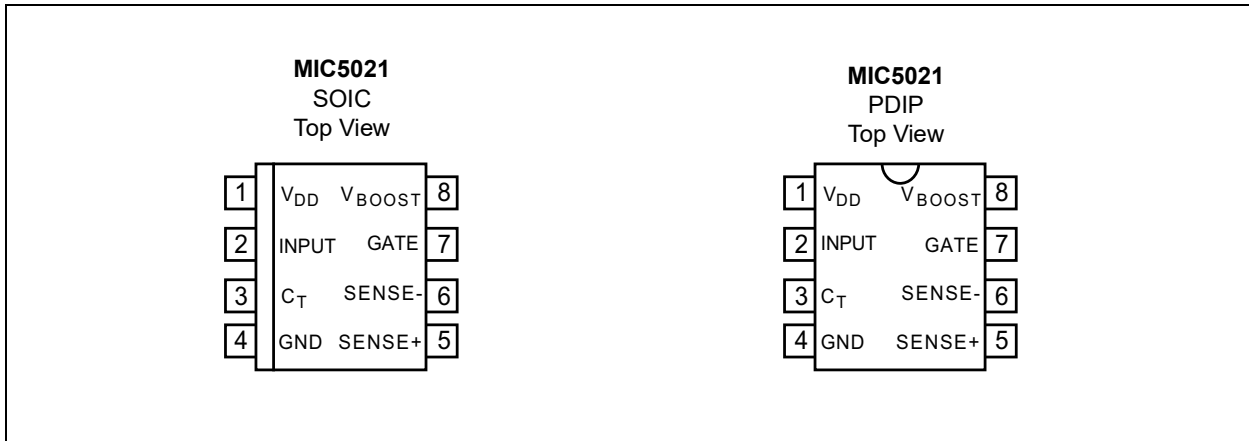 MIC5021
SOIC
Top View
1 VDD VBOOST 8
2 INPUT GATE 7
3 CT SENSE- 6
4 GND SENSE+ 5
MIC5021
PDIP
Top View
1 VDD VBOOST 8
2 INPUT GATE 7
3 CT SENSE- 6
4 GND SENSE+ 5